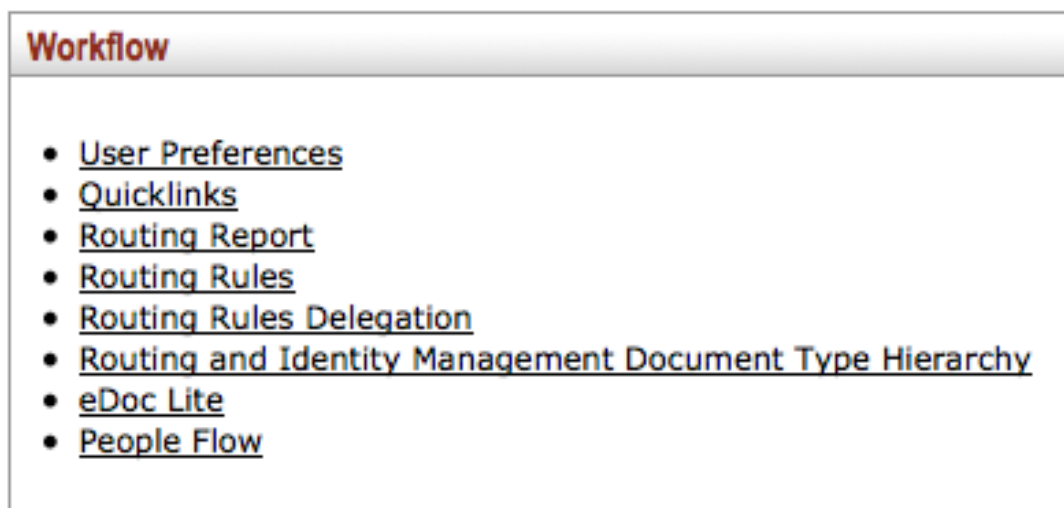 Workflow
User Preferences
Quicklinks
Routing Report
Routing Rules
Routing Rules Delegation
Routing and Identity Management Document Type Hierarchy
eDoc Lite
People Flow